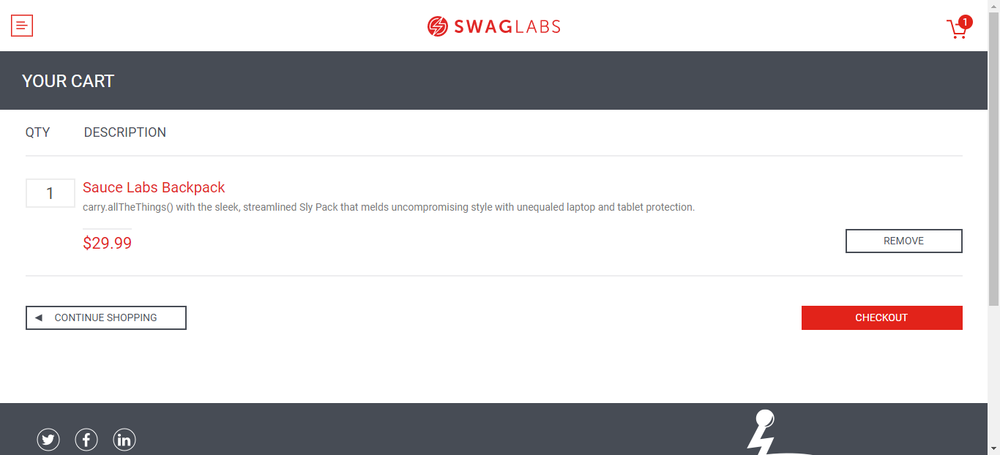 SWAGLABS
1
YOUR CART
QTY DESCRIPTION
1
Sauce Labs Backpack
carry.allTheThings() with the sleek, streamlined Sly Pack that melds uncompromising style with unequaled laptop and tablet protection.
$29.99
REMOVE
CONTINUE SHOPPING
CHECKOUT